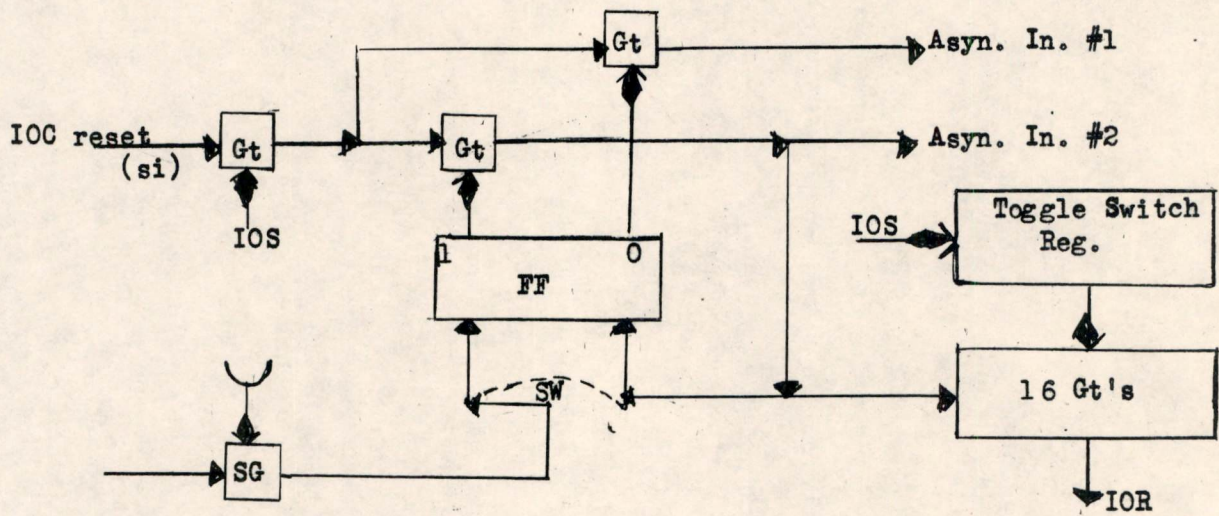 Gt
Asyn. In. #1
IOC reset
(si)
Gt
Gt
Asyn. In. #2
IOS
IOS
Toggle Switch
Reg.
1
0
FF
SW
16 Gt's
SG
IOR